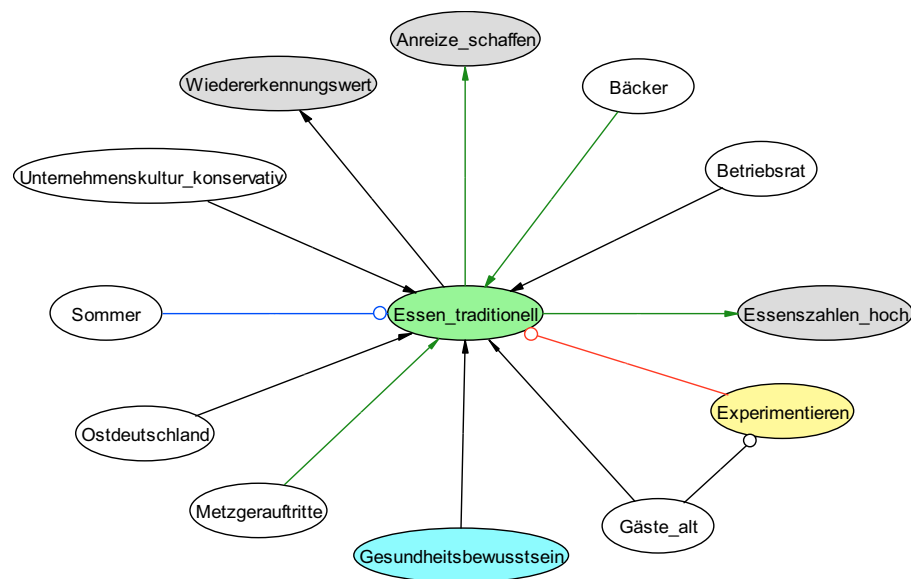 Anreize_schaffen
Wiedererkennungswert
Bäcker
Unternehmenskultur_konservativ
Betriebsrat
Sommer
Essen_traditionell
Essenszahlen_hoch
Experimentieren
Ostdeutschland
Metzgerauftritte
Gäste_alt
Gesundheitsbewusstsein